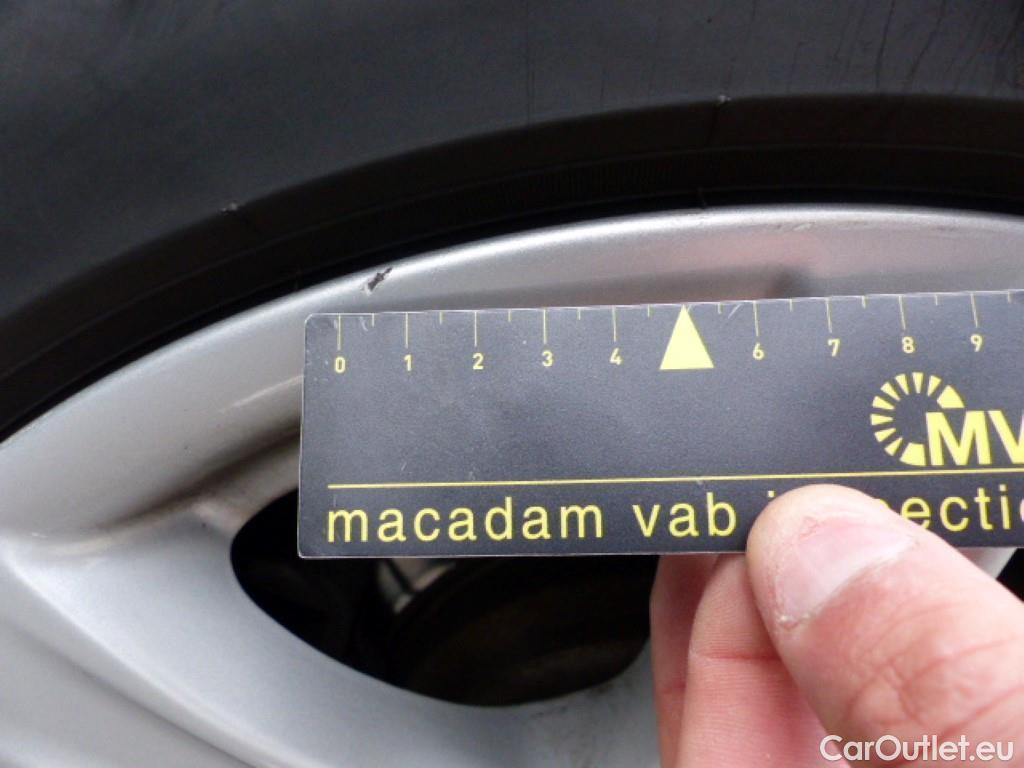 0 1 2 3 4 6 7 8 9
MV
macadam vab
CarOutlet.eu